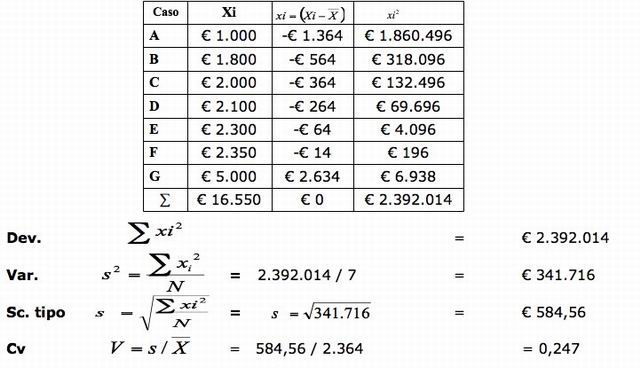 Caso Xi xi = (Xi – X̅) xi²
A € 1.000 -€ 1.364 € 1.860.496
B € 1.800 -€ 564 € 318.096
C € 2.000 -€ 364 € 132.496
D € 2.100 -€ 264 € 69.696
E € 2.300 -€ 64 € 4.096
F € 2.350 -€ 14 € 196
G € 5.000 € 2.634 € 6.938
Σ € 16.550 € 0 € 2.392.014
Dev. Σ xi² = € 2.392.014
Var. s² = Σ xᵢ² / N = 2.392.014 / 7 = € 341.716
Sc. tipo s = √(Σ xi² / N) = s = √341.716 = € 584,56
Cv V = s / X̅ = 584,56 / 2.364 = 0,247